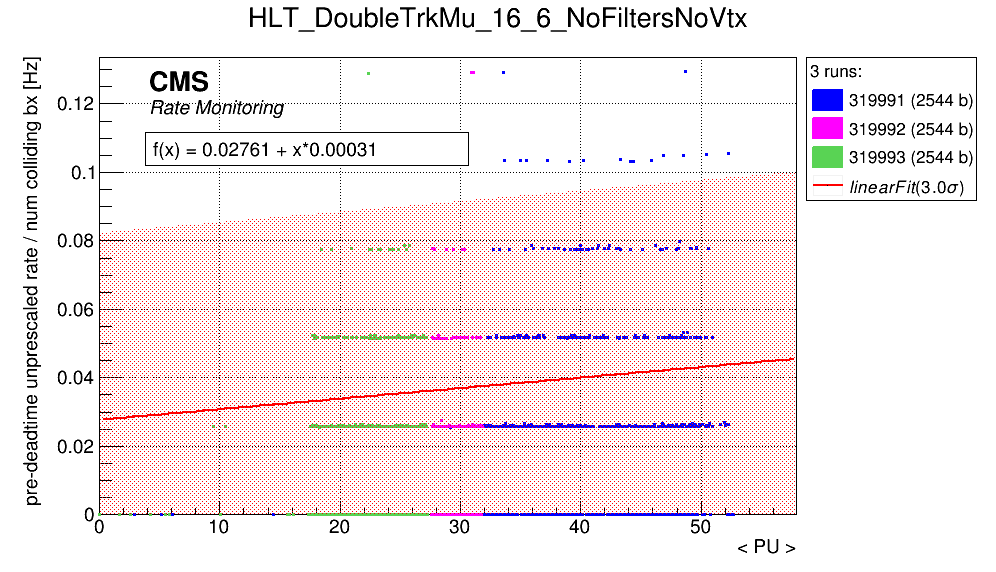 HLT_DoubleTrkMu_16_6_NoFiltersNoVtx
pre-deadtime unprescaled rate / num colliding bx [Hz]
CMS
Rate Monitoring
f(x) = 0.02761 + x*0.00031
0.12
0.1
0.08
0.06
0.04
0.02
0
0 10 20 30 40 50
< PU >
3 runs:
319991 (2544 b)
319992 (2544 b)
319993 (2544 b)
linearFit(3.0σ)